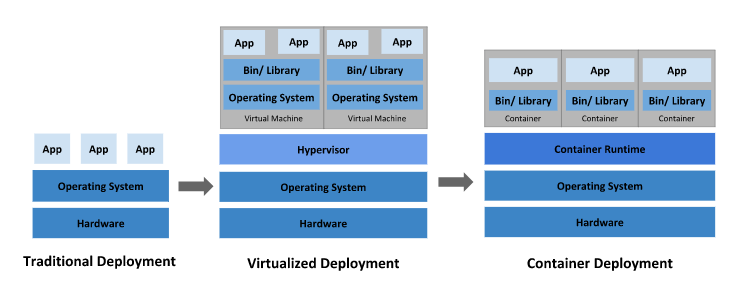 App App App
Operating System
Hardware
Traditional Deployment
App App App App
Bin/ Library Bin/ Library
Operating System Operating System
Virtual Machine Virtual Machine
Hypervisor
Operating System
Hardware
Virtualized Deployment
App App App
Bin/ Library Bin/ Library Bin/ Library
Container Container Container
Container Runtime
Operating System
Hardware
Container Deployment